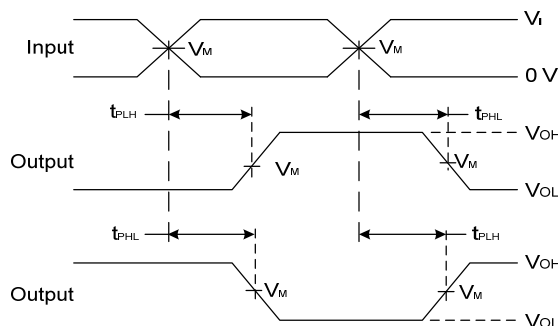 VI
Input VM VM
0 V
tPLH tPHL
VOH
Output VM VM
VOL
tPHL tPLH
VOH
Output VM VM
VOL